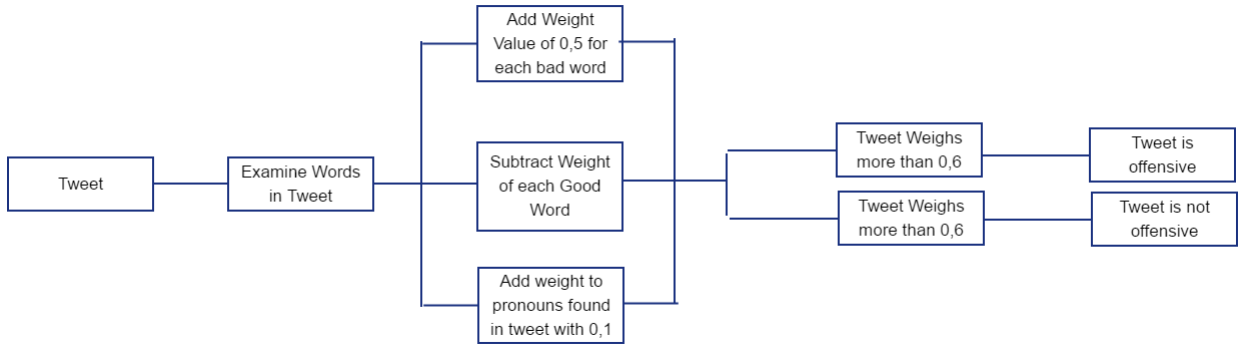 Tweet
Examine Words
in Tweet
Add Weight
Value of 0,5 for
each bad word
Subtract Weight
of each Good
Word
Add weight to
pronouns found
in tweet with 0,1
Tweet Weighs
more than 0,6
Tweet is
offensive
Tweet Weighs
more than 0,6
Tweet is not
offensive